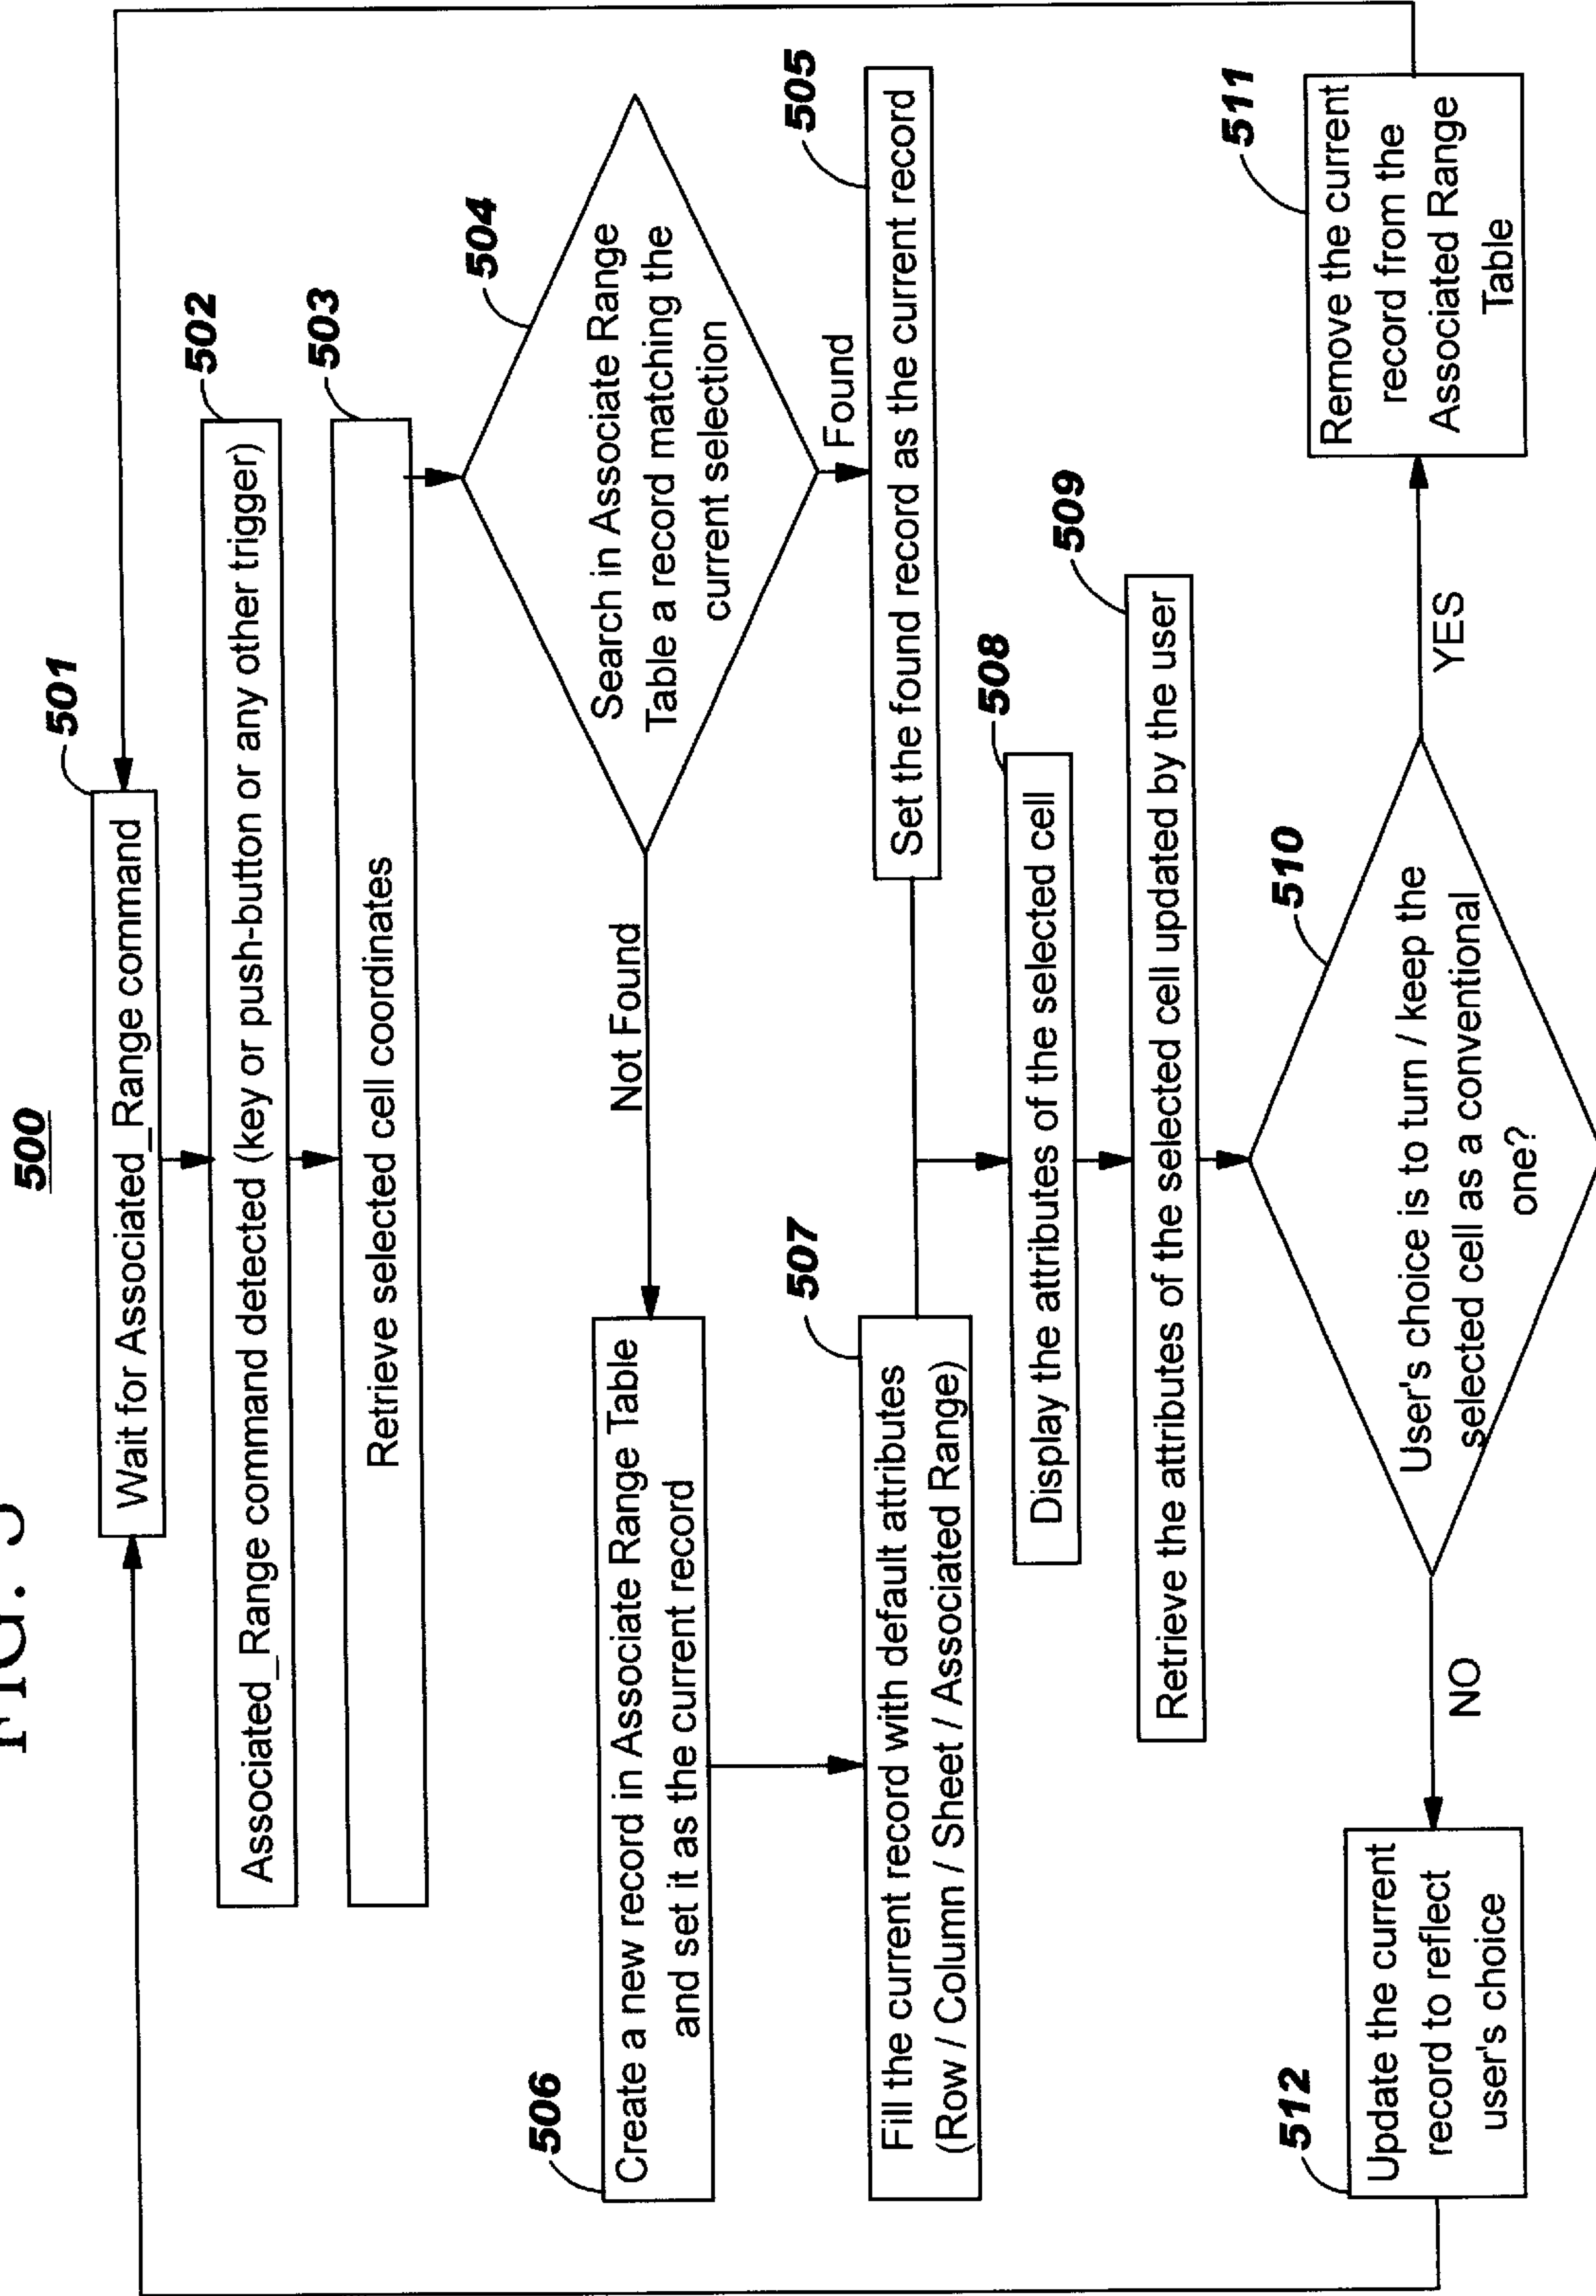 FIG. 5
500
501
Wait for Associated_Range command
502
Associated_Range command detected (key or push-button or any other trigger)
503
Retrieve selected cell coordinates
504
Search in Associate Range
Table a record matching the
current selection
Not Found
Found
506
Create a new record in Associate Range Table
and set it as the current record
505
Set the found record as the current record
507
Fill the current record with default attributes
(Row / Column / Sheet / Associated Range)
508
Display the attributes of the selected cell
509
Retrieve the attributes of the selected cell updated by the user
510
User's choice is to turn / keep the
selected cell as a conventional
one?
NO
YES
512
Update the current
record to reflect
user's choice
511
Remove the current
record from the
Associated Range
Table